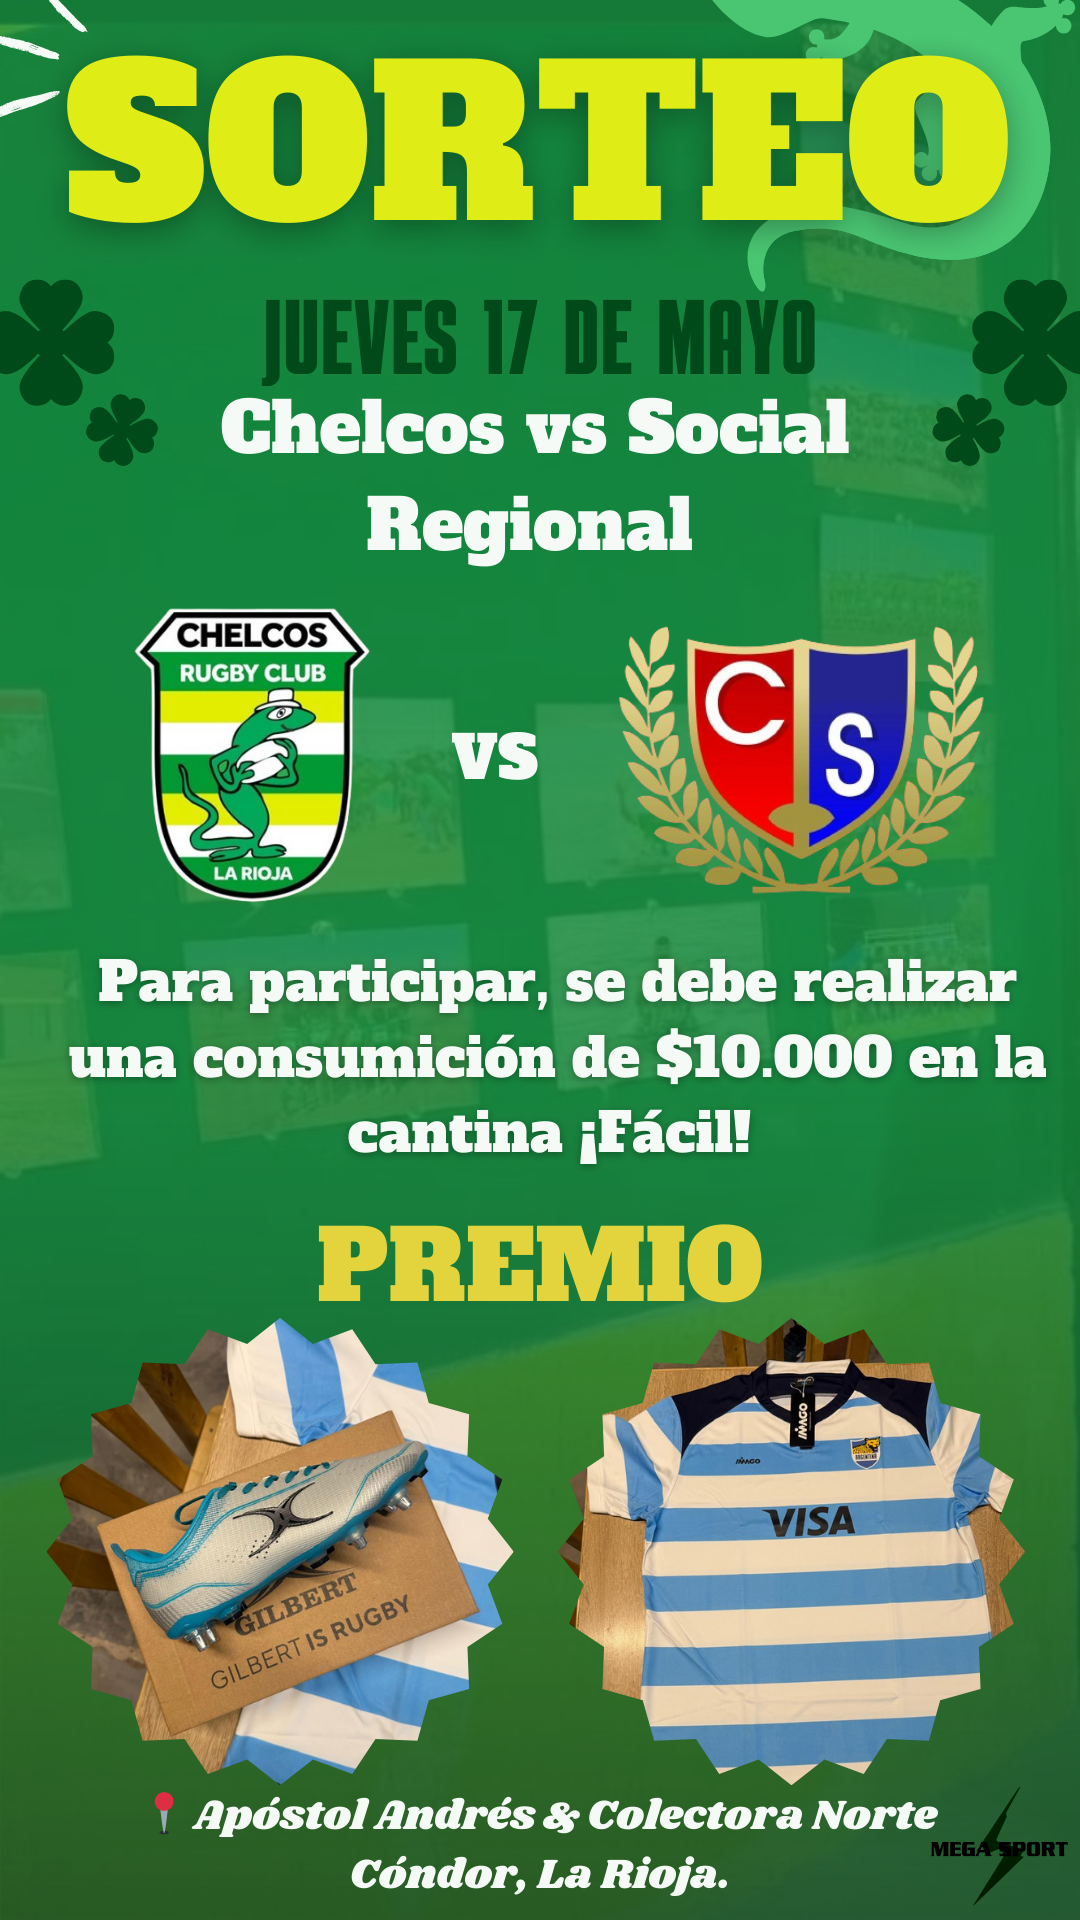 SORTEO
JUEVES 17 DE MAYO
Chelcos vs Social
Regional
CHELCOS
RUGBY CLUB
LA RIOJA
vs
C S
Para participar, se debe realizar
una consumición de $10.000 en la
cantina ¡Fácil!
PREMIO
GILBERT
GILBERT IS RUGBY
IMAGO
IMAGO
ARGENTINA
VISA
📍 Apóstol Andrés & Colectora Norte
Cóndor, La Rioja.
MEGA SPORT